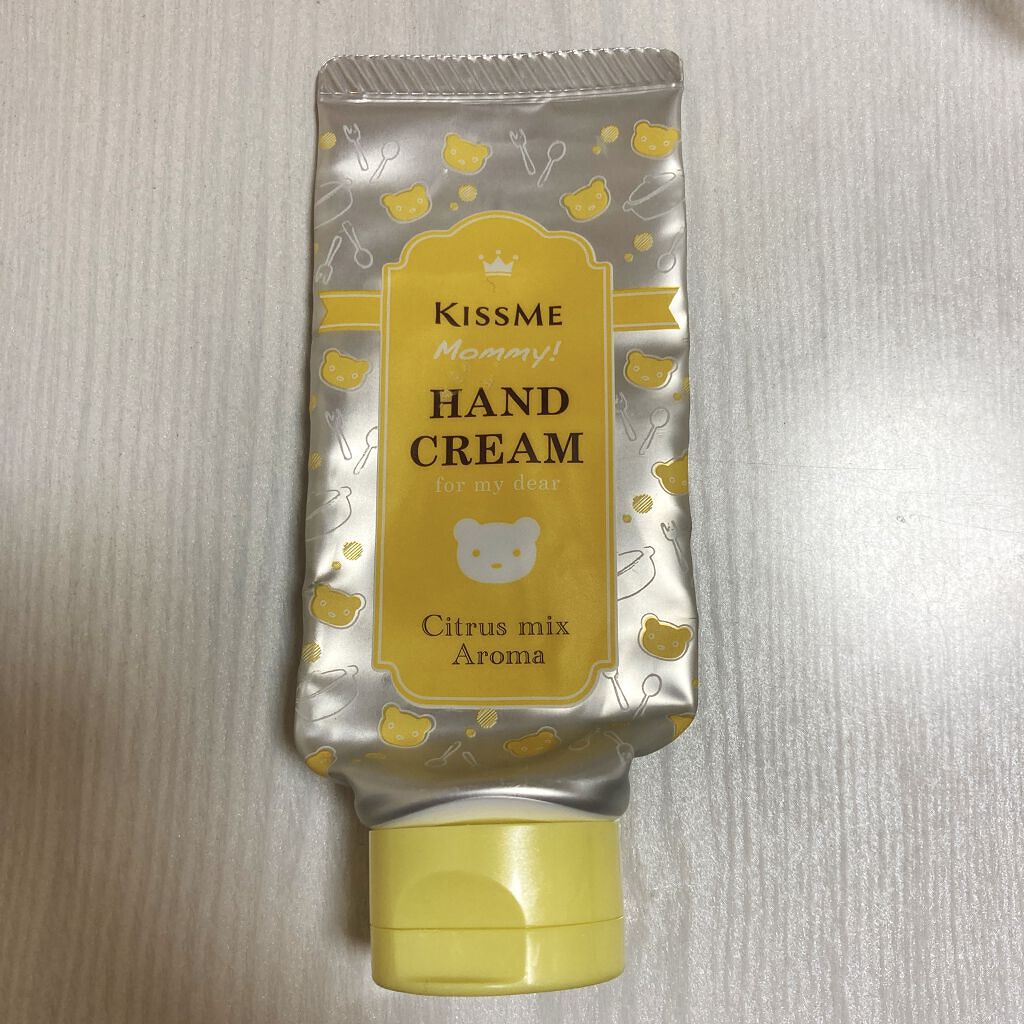 KISSME
Mommy!
HAND
CREAM
for my dear
Citrus mix
Aroma